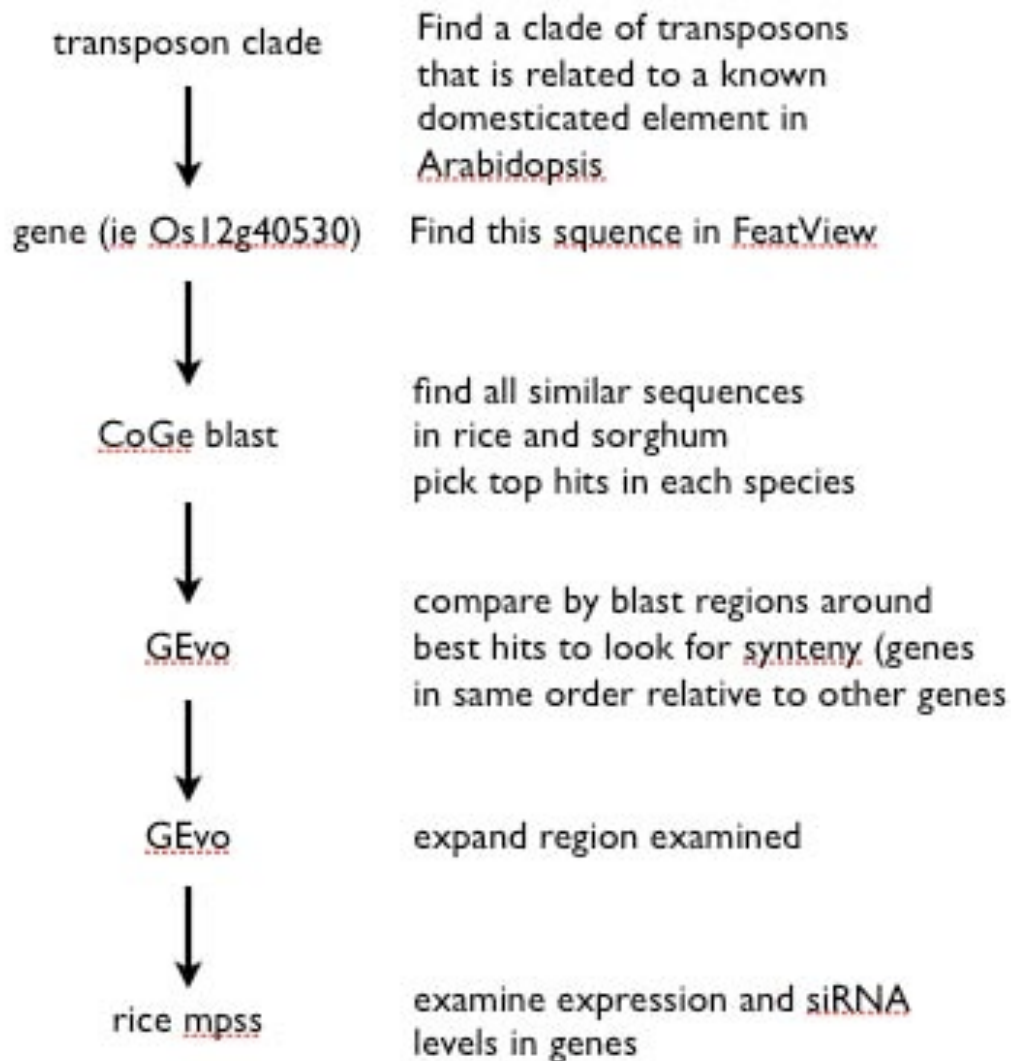 transposon clade
Find a clade of transposons
that is related to a known
domesticated element in
Arabidopsis
gene (ie Os12g40530)
Find this squence in FeatView
CoGe blast
find all similar sequences
in rice and sorghum
pick top hits in each species
GEvo
compare by blast regions around
best hits to look for synteny (genes
in same order relative to other genes
GEvo
expand region examined
rice mpss
examine expression and siRNA
levels in genes